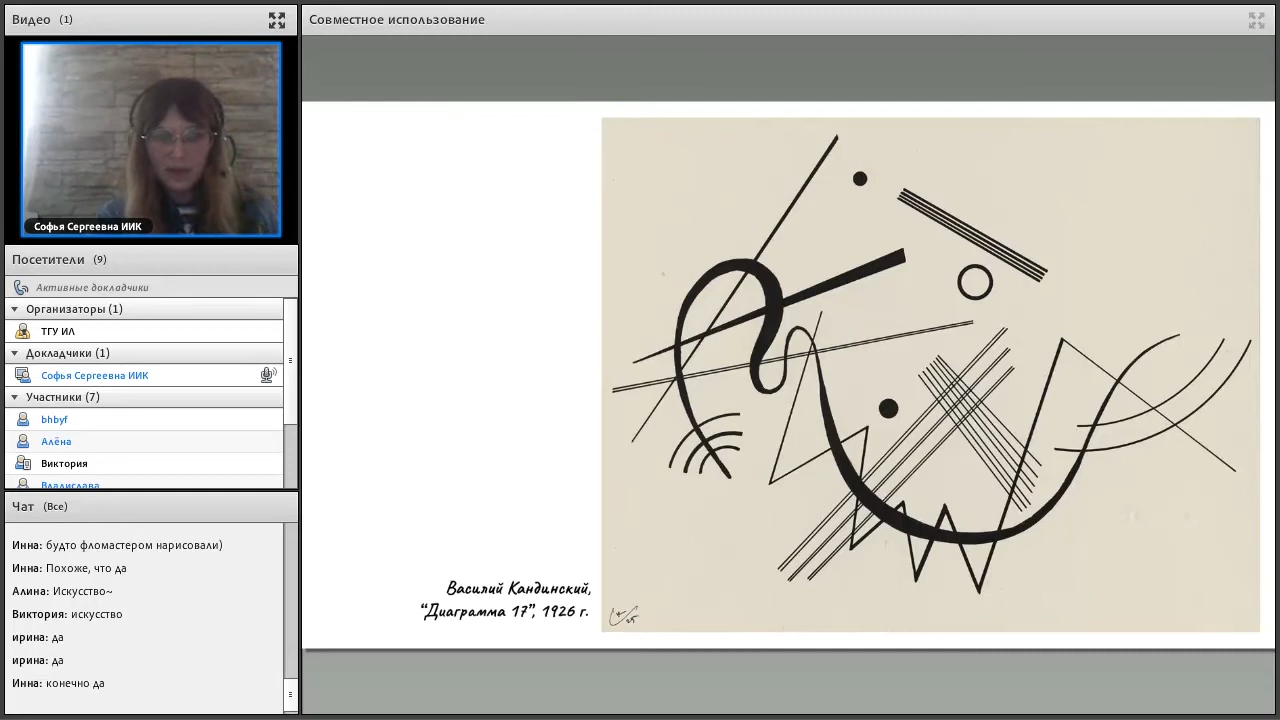 Видео (1)
Софья Сергеевна ИИК
Посетители (9)
Активные докладчики
Организаторы (1)
ТГУ ИЛ
Докладчики (1)
Софья Сергеевна ИИК
Участники (7)
bhbyf
Алёна
Виктория
Владислава
Чат (Все)
Инна: будто фломастером нарисовали)
Инна: Похоже, что да
Алина: Искусство~
Виктория: искусство
ирина: да
ирина: да
Инна: конечно да
Совместное использование
Василий Кандинский,
“Диаграмма 17”, 1926 г.